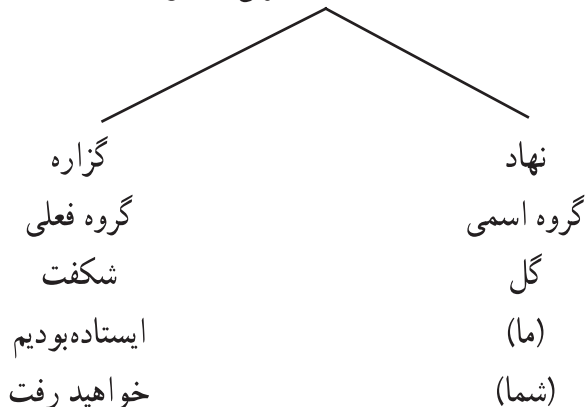 نهاد گزاره
گروه اسمی گروه فعلی
گل شکفت
(ما) ایستاده‌بودیم
(شما) خواهید رفت